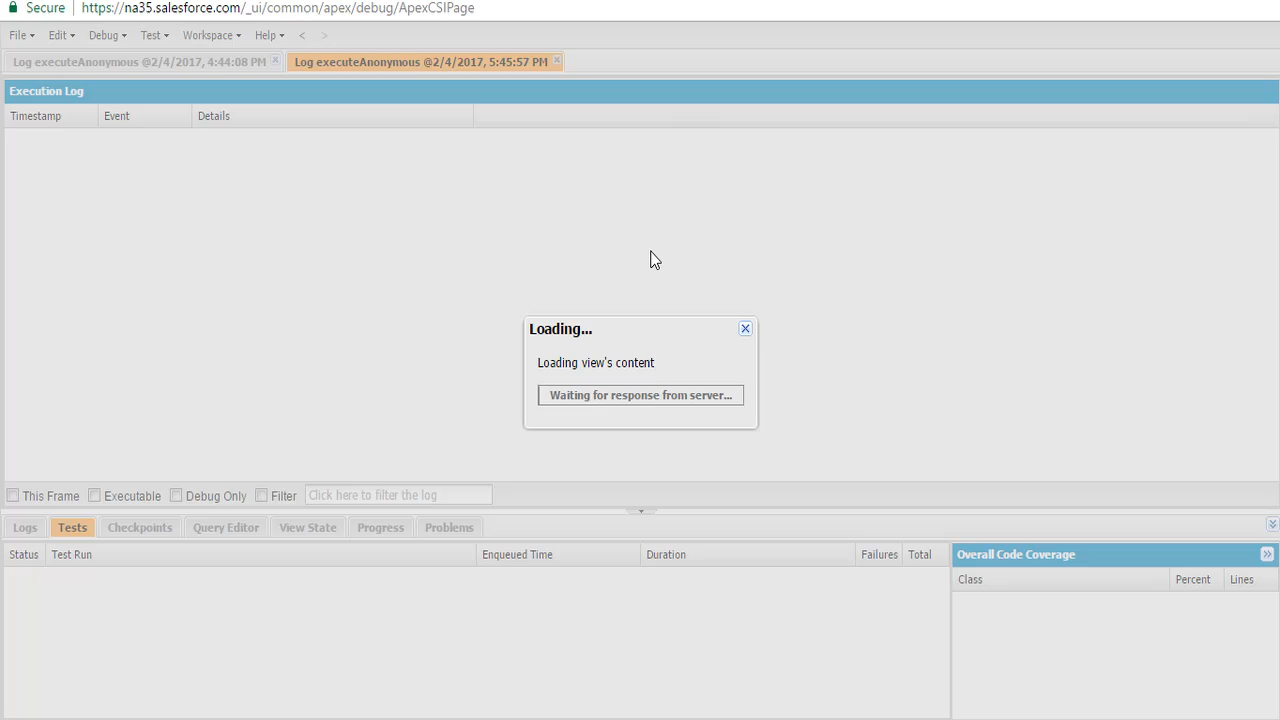 Secure https://na35.salesforce.com/_ui/common/apex/debug/ApexCSIPage
File Edit Debug Test Workspace Help < >
Log executeAnonymous @2/4/2017, 4:44:08 PM Log executeAnonymous @2/4/2017, 5:45:57 PM
Execution Log
Timestamp Event Details
Loading...
Loading view's content
Waiting for response from server...
This Frame Executable Debug Only Filter Click here to filter the log
Logs Tests Checkpoints Query Editor View State Progress Problems
Status Test Run Enqueued Time Duration Failures Total Overall Code Coverage
Class Percent Lines